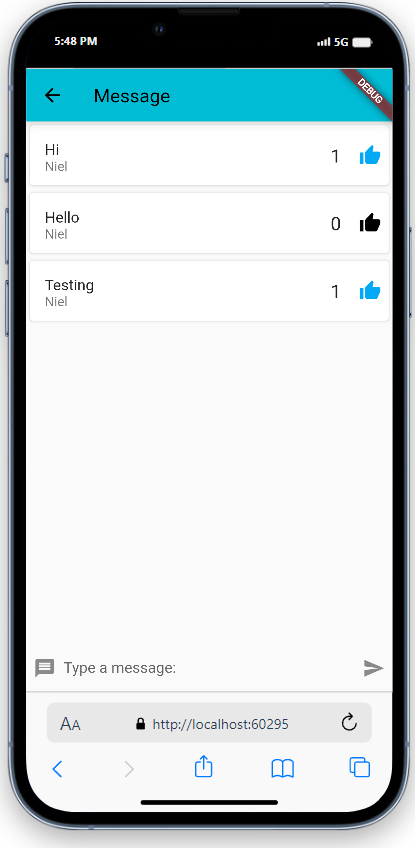 5:48 PM
5G
DEBUG
Message
Hi
Niel
1
Hello
Niel
0
Testing
Niel
1
Type a message:
AA
http://localhost:60295